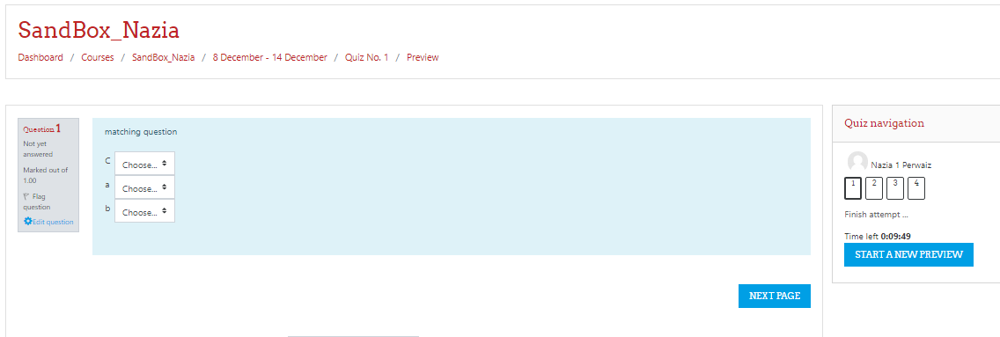 SandBox_Nazia
Dashboard / Courses / SandBox_Nazia / 8 December - 14 December / Quiz No. 1 / Preview
Question 1
Not yet
answered
Marked out of
1.00
Flag
question
Edit question
matching question
C Choose...
a Choose...
b Choose...
NEXT PAGE
Quiz navigation
Nazia 1 Perwaiz
1 2 3 4
Finish attempt ...
Time left 0:09:49
START A NEW PREVIEW